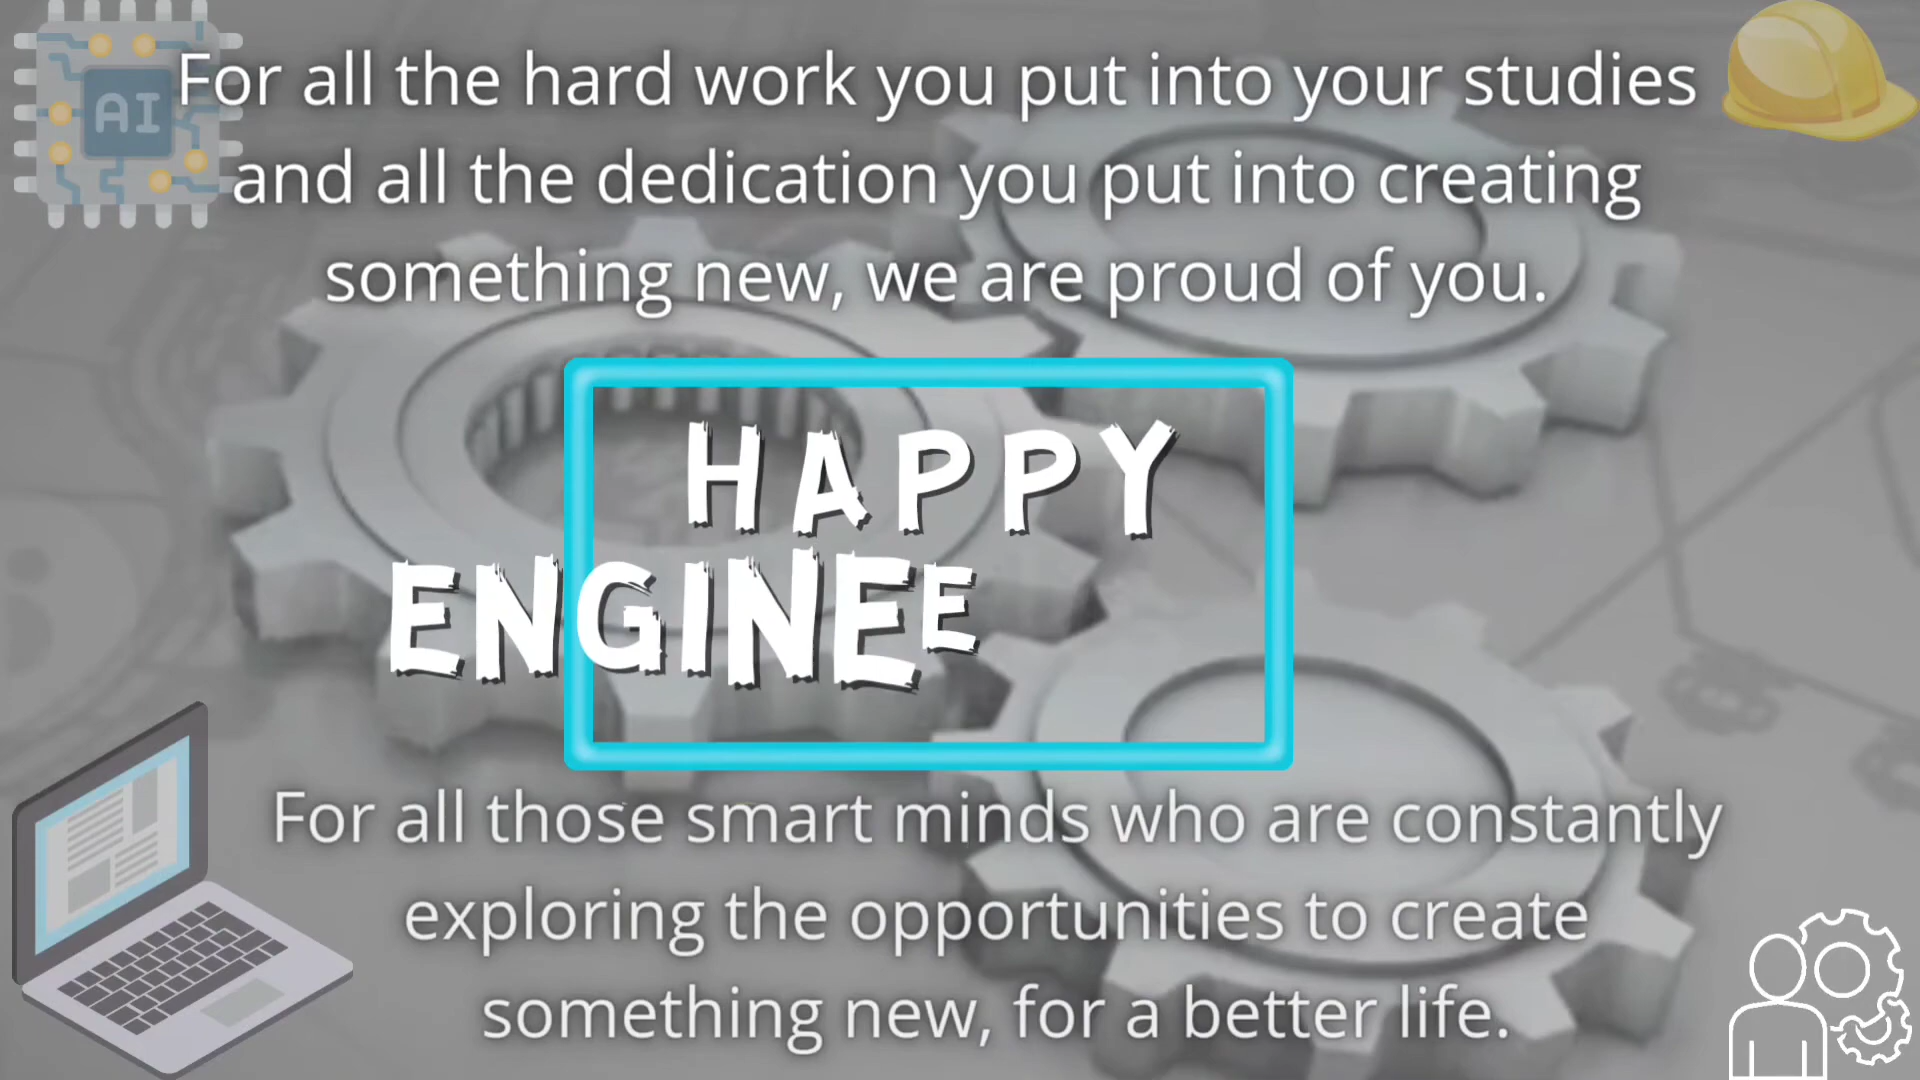 AI
For all the hard work you put into your studies
and all the dedication you put into creating
something new, we are proud of you.
HAPPY
ENGINEE
For all those smart minds who are constantly
exploring the opportunities to create
something new, for a better life.